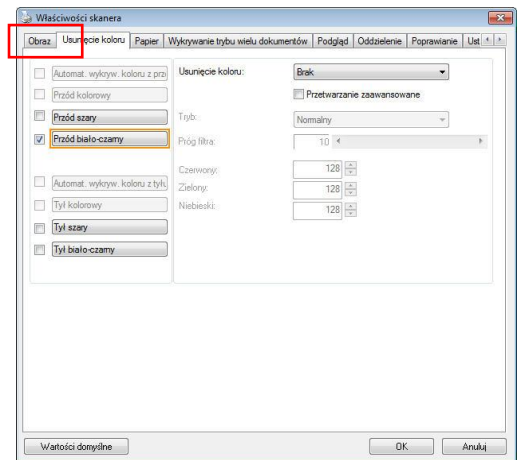 Właściwości skanera
Obraz Usunięcie koloru Papier Wykrywanie trybu wielu dokumentów Podgląd Oddzielenie Poprawianie Ust
Automat. wykryw. koloru z prz
Przód kolorowy
Przód szary
Przód biało-czarny
Automat. wykryw. koloru z tyłu
Tył kolorowy
Tył szary
Tył biało-czarny
Usunięcie koloru: Brak
Przetwarzanie zaawansowane
Tryb: Normalny
Próg filtra: 10
Czerwony: 128
Zielony: 128
Niebieski: 128
Wartości domyślne OK Anuluj